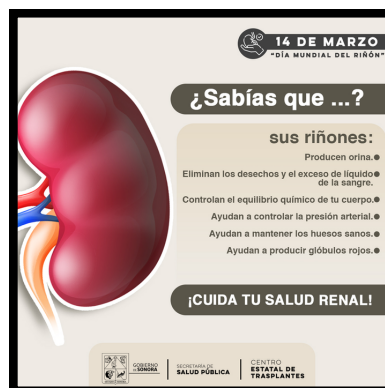 14 DE MARZO
"DÍA MUNDIAL DEL RIÑÓN"
¿Sabías que ...?
sus riñones:
Producen orina.
Eliminan los desechos y el exceso de líquido
de la sangre.
Controlan el equilibrio químico de tu cuerpo.
Ayudan a controlar la presión arterial.
Ayudan a mantener los huesos sanos.
Ayudan a producir glóbulos rojos.
¡CUIDA TU SALUD RENAL!
GOBIERNO
DE SONORA
SECRETARÍA DE
SALUD PÚBLICA
CENTRO
ESTATAL DE
TRASPLANTES